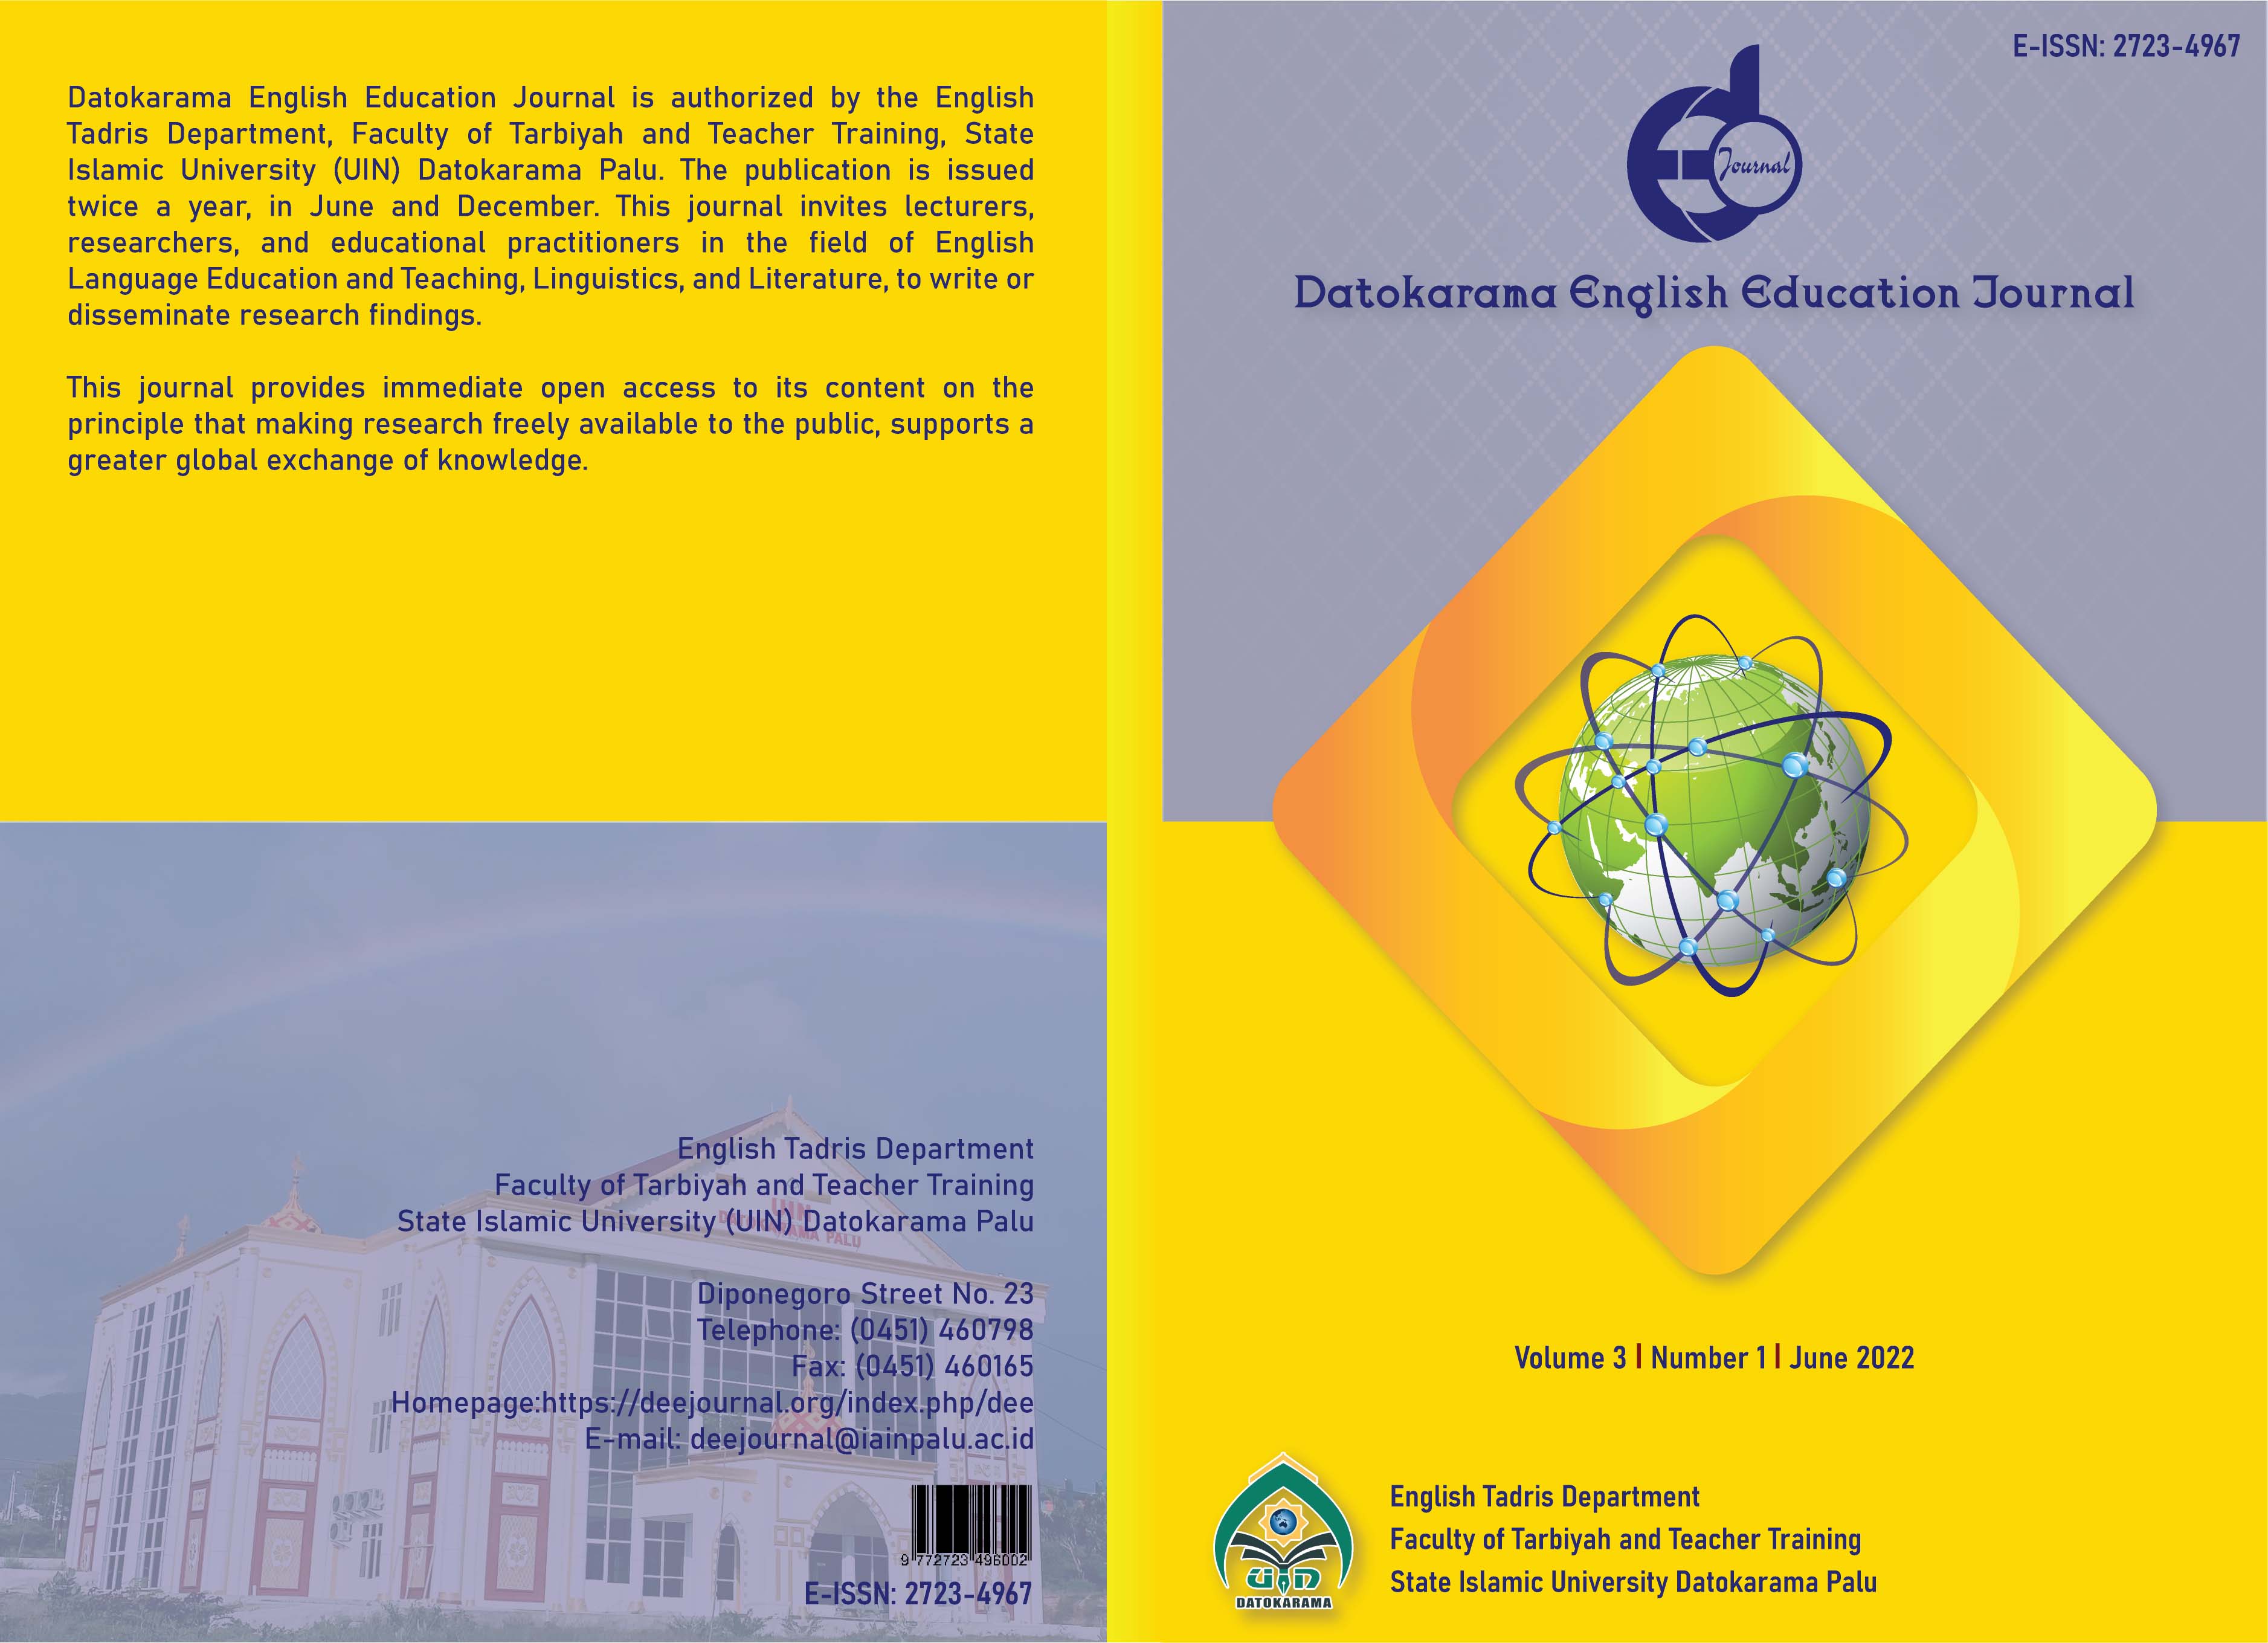 Datokarama English Education Journal is authorized by the English
Tadris Department, Faculty of Tarbiyah and Teacher Training, State
Islamic University (UIN) Datokarama Palu. The publication is issued
twice a year, in June and December. This journal invites lecturers,
researchers, and educational practitioners in the field of English
Language Education and Teaching, Linguistics, and Literature, to write or
disseminate research findings.
This journal provides immediate open access to its content on the
principle that making research freely available to the public, supports a
greater global exchange of knowledge.
UIN
DATOKARAMA PALU
English Tadris Department
Faculty of Tarbiyah and Teacher Training
State Islamic University (UIN) Datokarama Palu
Diponegoro Street No. 23
Telephone: (0451) 460798
Fax: (0451) 460165
Homepage:https://deejournal.org/index.php/dee
E-mail: deejournal@iainpalu.ac.id
9 772723 496002
E-ISSN: 2723-4967
E-ISSN: 2723-4967
Journal
Datokarama English Education Journal
Volume 3 | Number 1 | June 2022
UIN
DATOKARAMA
English Tadris Department
Faculty of Tarbiyah and Teacher Training
State Islamic University Datokarama Palu